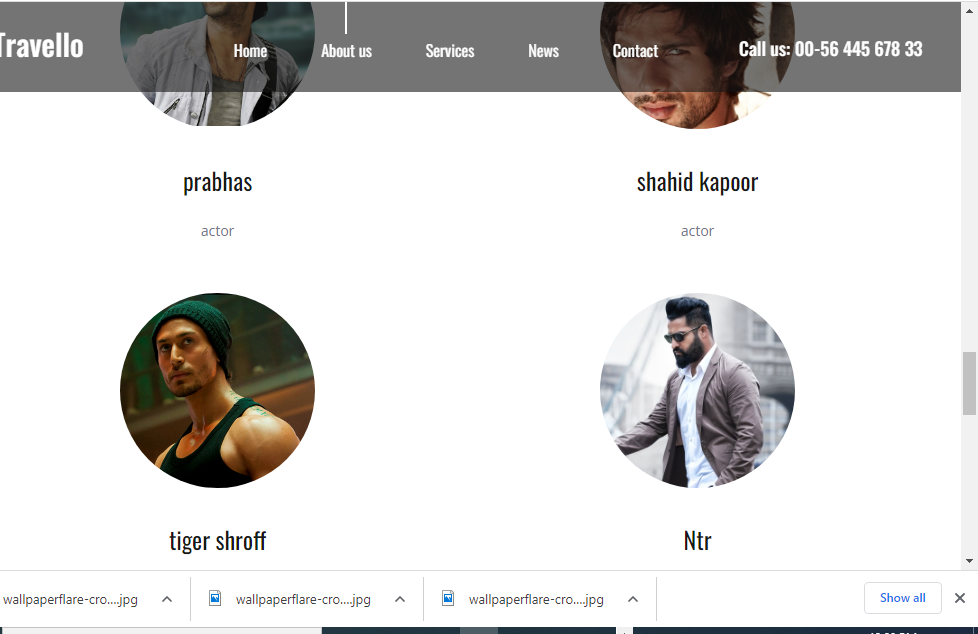 Travello Home About us Services News Contact Call us: 00-56 445 678 33
prabhas shahid kapoor
actor actor
tiger shroff Ntr
wallpaperflare-cro....jpg wallpaperflare-cro....jpg wallpaperflare-cro....jpg Show all